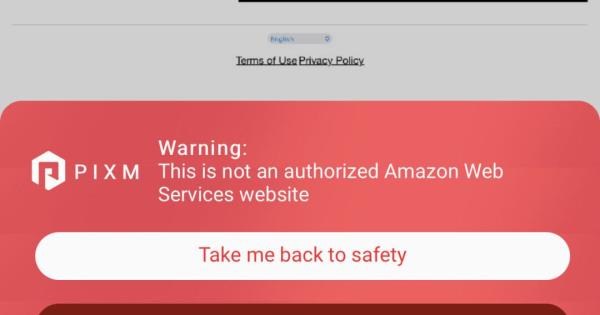 English
Terms of Use Privacy Policy
PIXM
Warning:
This is not an authorized Amazon Web
Services website
Take me back to safety